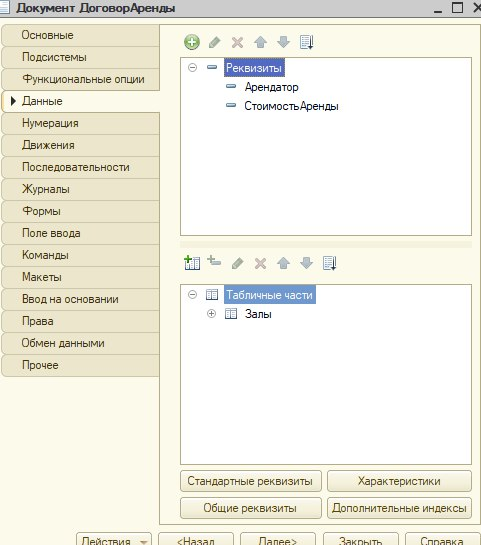 Документ ДоговорАренды
Основные
Подсистемы
Функциональные опции
Данные
Нумерация
Движения
Последовательности
Журналы
Формы
Поле ввода
Команды
Макеты
Ввод на основании
Права
Обмен данными
Прочее
Реквизиты
Арендатор
СтоимостьАренды
Табличные части
Залы
Стандартные реквизиты
Характеристики
Общие реквизиты
Дополнительные индексы
Действия
<Назад
Далее>
Закрыть
Справка